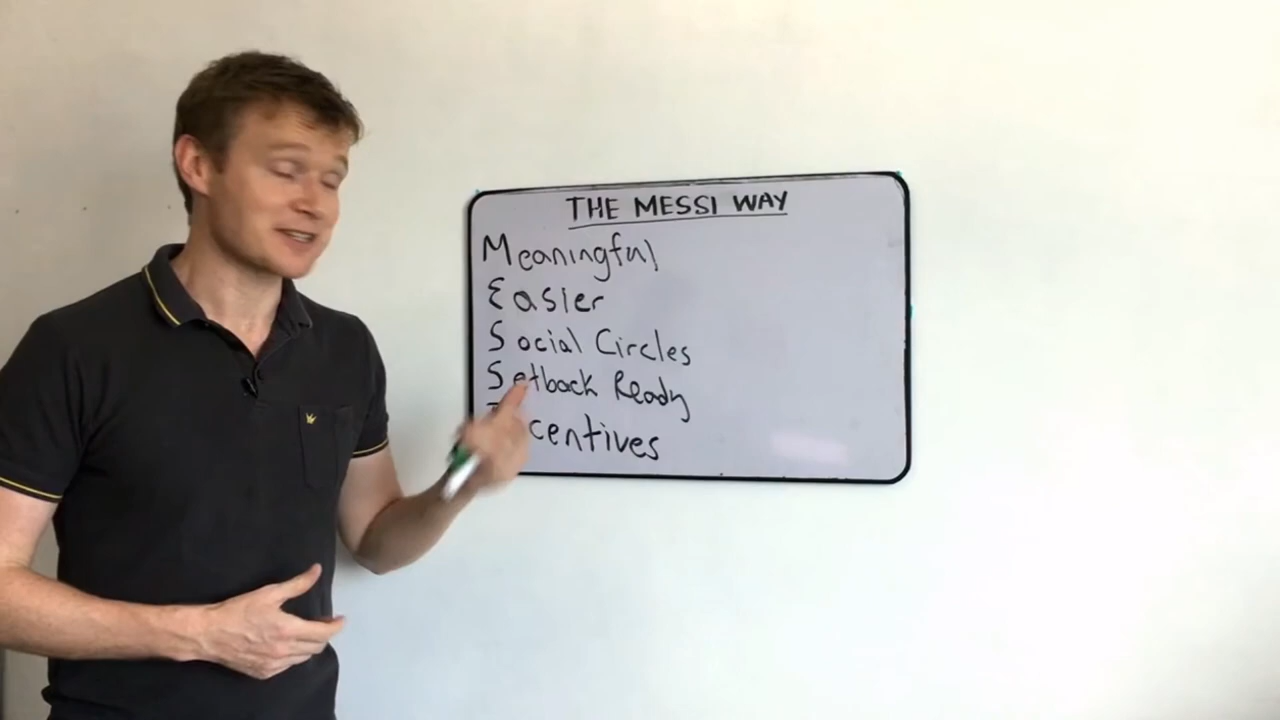 THE MESSI WAY
Meaningful
Easier
Social Circles
Setback Ready
centives